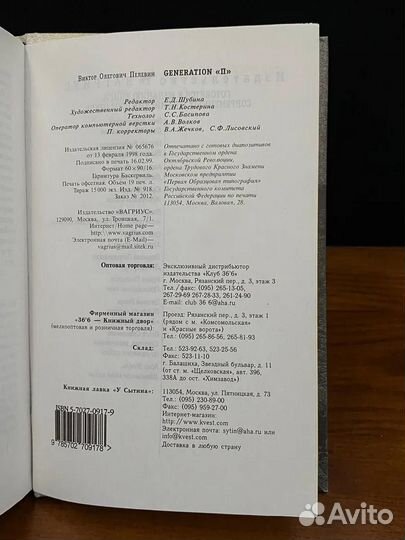 Виктор Олегович Пелевин GENERATION «П»
Редактор Е.Д.Шубина
Художественный редактор Т.Н.Костерина
Технолог С.С.Басипова
Оператор компьютерной верстки А.В.Волков
П. корректоры В.А.Жечков, С.Ф.Лисовский
Издательская лицензия № 065676
от 13 февраля 1998 года.
Подписано в печать 16.02.99.
Формат 60×90/16
Гарнитура Баскервиль.
Печать офсетная. Объем 19 печ. л.
Тираж 15 000 экз. Изд. № 918.
Заказ № 2012.
Отпечатано с готовых диапозитивов
в Государственном ордена
Октябрьской Революции,
ордена Трудового Красного Знамени
Московском предприятии
«Первая Образцовая типография»
Государственного комитета
Российской Федерации по печати
113054, Москва, Валовая, 28.
Издательство «ВАГРИУС»
129090, Москва, ул. Троицкая, 7/1.
Интернет/Home page —
http://www.vagrius.com
Электронная почта (E-Mail)—
vagrius@mail.sitek.ru
Оптовая торговля:
Эксклюзивный дистрибьютор
издательства «Клуб 36'6»
г. Москва, Рязанский пер., д. 3, этаж 3
Тел./факс: (095) 265-13-05,
267-29-69, 267-28-33, 261-24-90
E-mail: club 36 6@aha.ru
Фирменный магазин
«36'6 — Книжный двор»
(мелкооптовая и розничная торговля):
Проезд: Рязанский пер., д. 3, этаж 1
(рядом с м. «Комсомольская»
и «Красные ворота»)
Тел.: (095) 265-86-56, 265-81-93
Склад:
Тел.: 523-92-63, 523-25-56
Факс: 523-11-10
г. Балашиха, Звездный бульвар, д. 11
(от ст. м. "Щелковская", авт. 396,
338А до ост. «Химзавод»)
Книжная лавка «У Сытина»:
113054, Москва, ул. Пятницкая, д. 73
Тел.: (095) 230-89-00
Факс: (095) 959-27-00
Интернет-магазин:
http://www.kvest.com
Электронная почта: sytin@aha.ru
info@kvest.com
Доставка в любую страну
ISBN 5-7027-0917-9
9 785702 709178 >
Avito